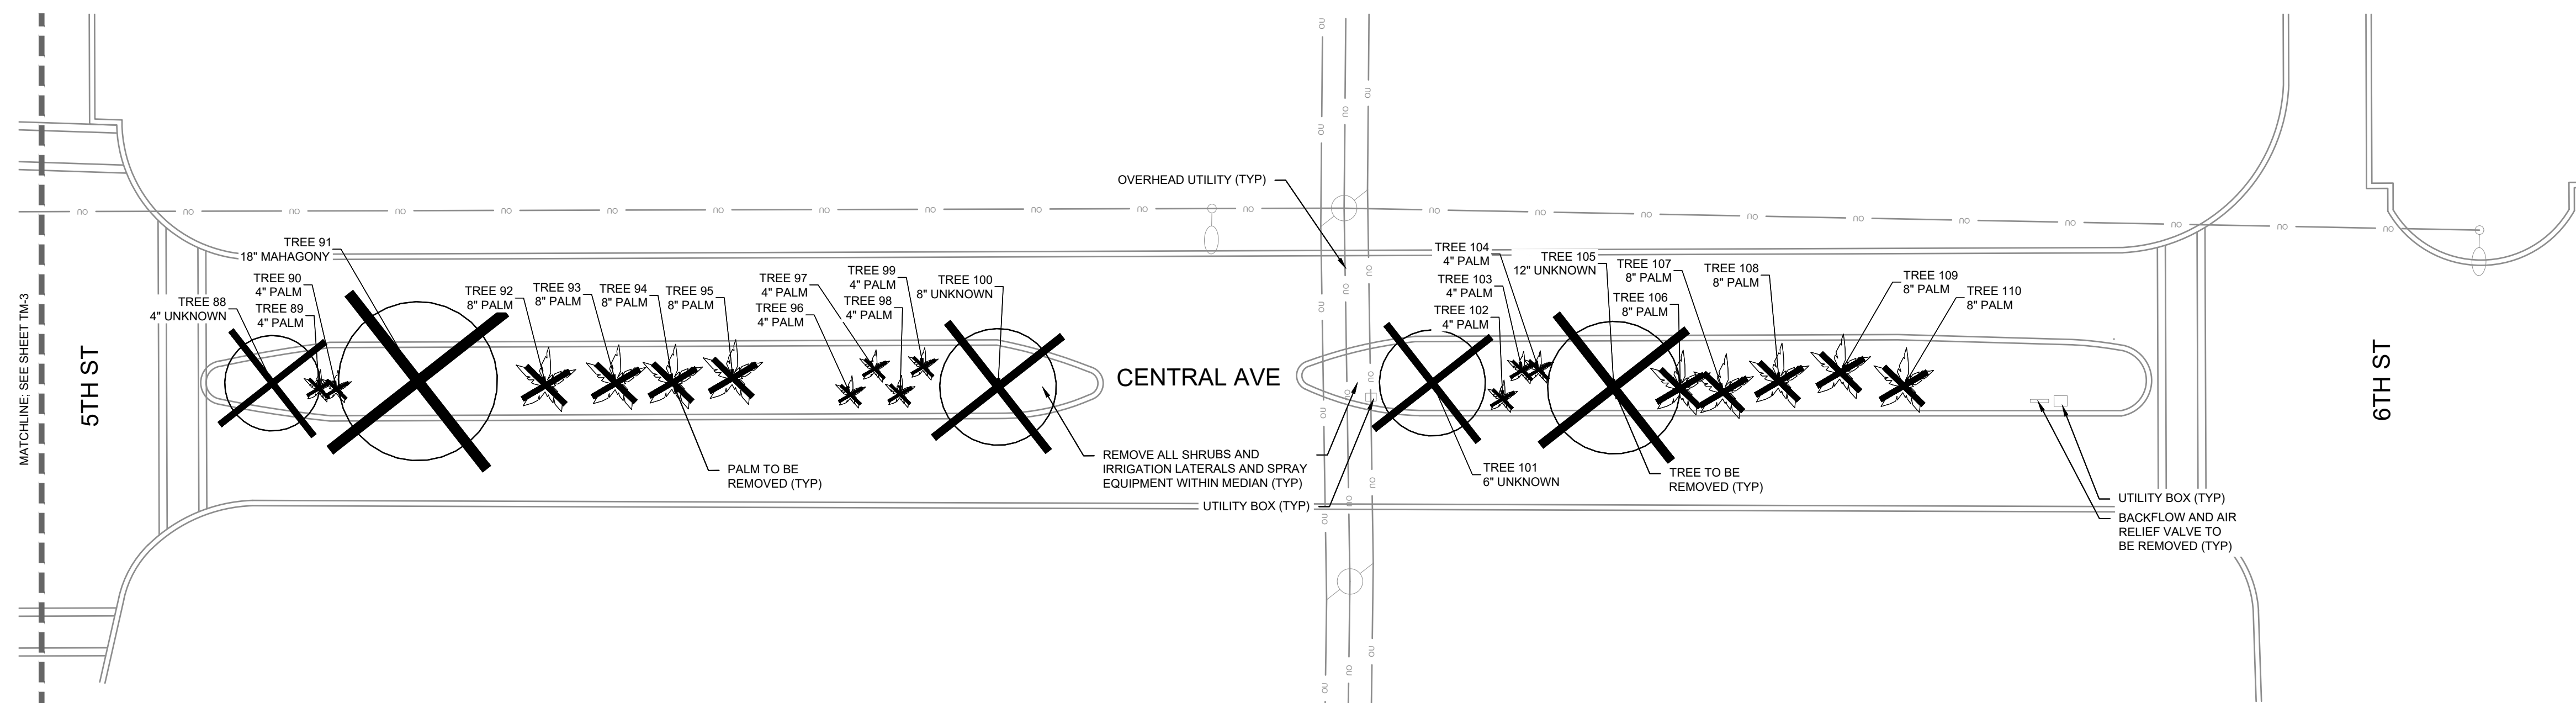 MATCHLINE; SEE SHEET TM-3
5TH ST
TREE 88
4" UNKNOWN
TREE 89
4" PALM
TREE 90
4" PALM
TREE 91
18" MAHAGONY
TREE 92
8" PALM
TREE 93
8" PALM
TREE 94
8" PALM
TREE 95
8" PALM
PALM TO BE
REMOVED (TYP)
TREE 96
4" PALM
TREE 97
4" PALM
TREE 98
4" PALM
TREE 99
4" PALM
TREE 100
8" UNKNOWN
OVERHEAD UTILITY (TYP)
CENTRAL AVE
REMOVE ALL SHRUBS AND
IRRIGATION LATERALS AND SPRAY
EQUIPMENT WITHIN MEDIAN (TYP)
UTILITY BOX (TYP)
TREE 101
6" UNKNOWN
TREE 102
4" PALM
TREE 103
4" PALM
TREE 104
4" PALM
TREE 105
12" UNKNOWN
TREE TO BE
REMOVED (TYP)
TREE 106
8" PALM
TREE 107
8" PALM
TREE 108
8" PALM
TREE 109
8" PALM
TREE 110
8" PALM
UTILITY BOX (TYP)
BACKFLOW AND AIR
RELIEF VALVE TO
BE REMOVED (TYP)
6TH ST